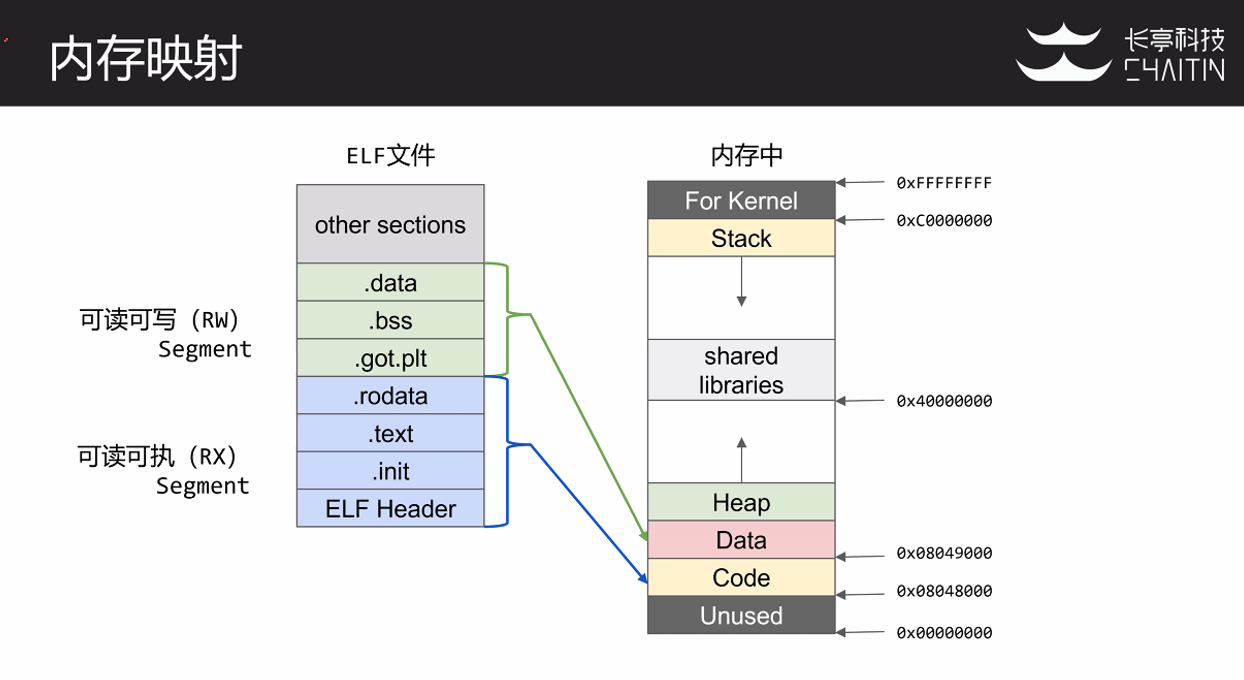 内存映射
长亭科技
CHAITIN
ELF文件
other sections
.data
.bss
.got.plt
.rodata
.text
.init
ELF Header
可读可写（RW）
Segment
可读可执（RX）
Segment
内存中
For Kernel
Stack
shared
libraries
Heap
Data
Code
Unused
0xFFFFFFFF
0xC0000000
0x40000000
0x08049000
0x08048000
0x00000000